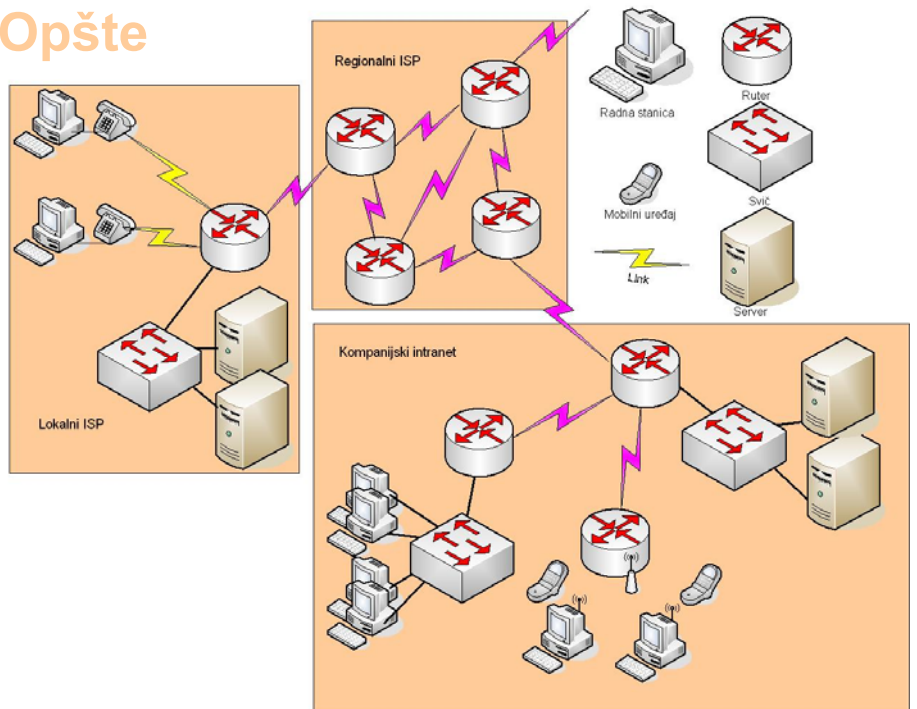 Opšte
Regionalni ISP
Radna stanica
Ruter
Mobilni uređaj
Svič
Link
Server
Lokalni ISP
Kompanijski intranet